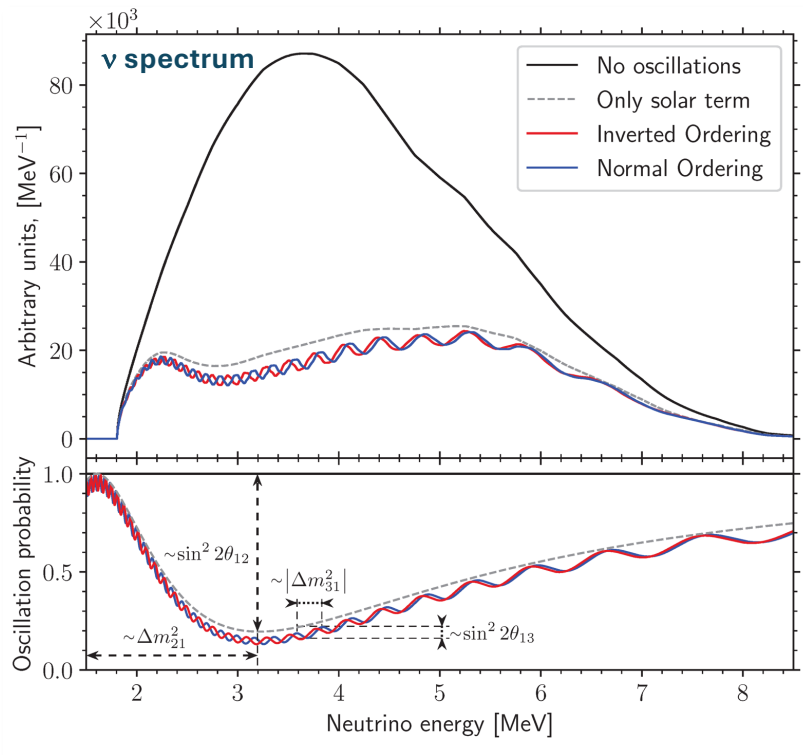 ×10³
ν spectrum
No oscillations
Only solar term
Inverted Ordering
Normal Ordering
Arbitrary units, [MeV⁻¹]
80
60
40
20
0
Oscillation probability
1.0
0.5
0.0
~sin² 2θ₁₂
~|Δm²₃₁|
~sin² 2θ₁₃
~Δm²₂₁
2 3 4 5 6 7 8
Neutrino energy [MeV]